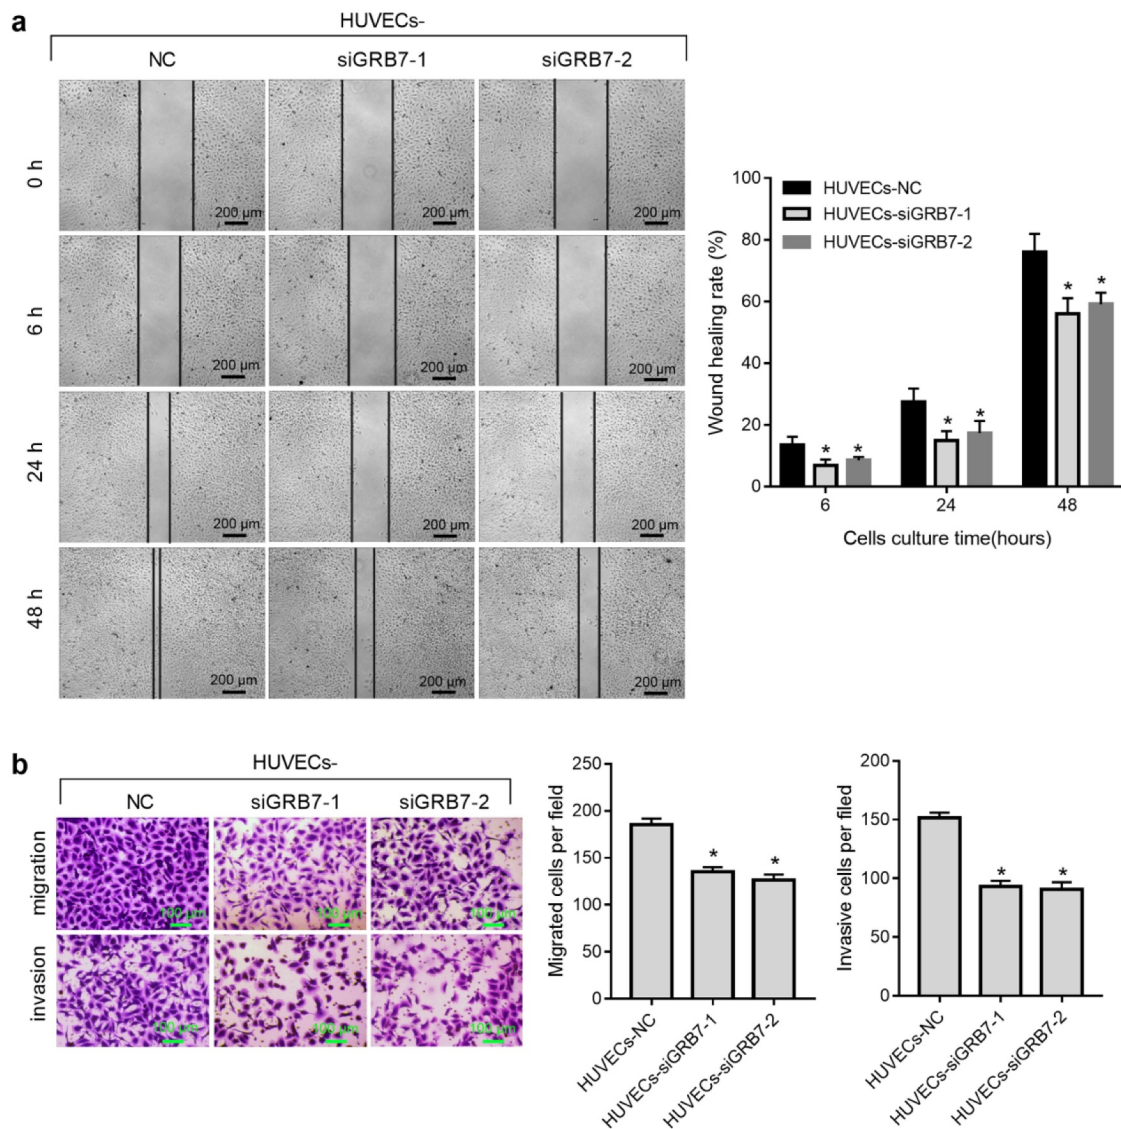 a
HUVECs-
NC siGRB7-1 siGRB7-2
0 h
200 μm 200 μm 200 μm
6 h
200 μm 200 μm 200 μm
24 h
200 μm 200 μm 200 μm
48 h
200 μm 200 μm 200 μm
Wound healing rate (%)
100
80
60
40
20
0
HUVECs-NC
HUVECs-siGRB7-1
HUVECs-siGRB7-2
* *
* *
* *
6 24 48
Cells culture time(hours)
b
HUVECs-
NC siGRB7-1 siGRB7-2
migration
100 μm 100 μm 100 μm
invasion
100 μm 100 μm 100 μm
Migrated cells per field
250
200
150
100
50
0
* *
HUVECs-NC
HUVECs-siGRB7-1
HUVECs-siGRB7-2
Invasive cells per filed
200
150
100
50
0
* *
HUVECs-NC
HUVECs-siGRB7-1
HUVECs-siGRB7-2